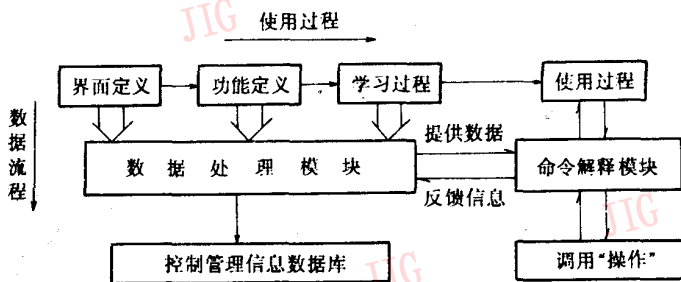 JIG
使用过程
界面定义
功能定义
学习过程
使用过程
数据流程
提供数据
数据处理模块
命令解释模块
反馈信息
JIG
控制管理信息数据库
调用“操作”
JIG